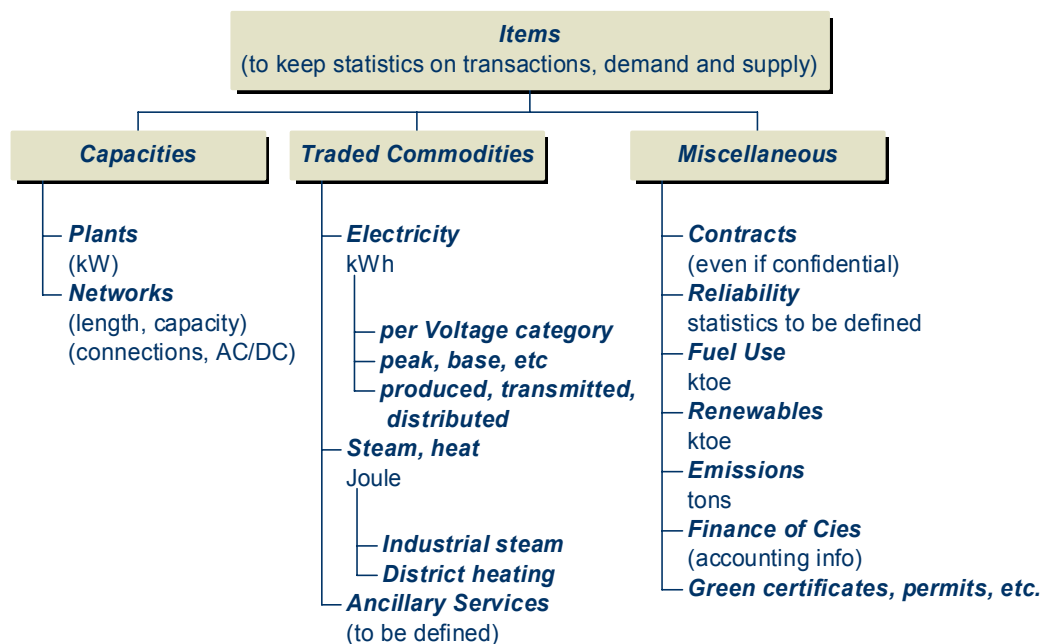 Items
(to keep statistics on transactions, demand and supply)
Capacities
Plants
(kW)
Networks
(length, capacity)
(connections, AC/DC)
Traded Commodities
Electricity
kWh
per Voltage category
peak, base, etc
produced, transmitted,
distributed
Steam, heat
Joule
Industrial steam
District heating
Ancillary Services
(to be defined)
Miscellaneous
Contracts
(even if confidential)
Reliability
statistics to be defined
Fuel Use
ktoe
Renewables
ktoe
Emissions
tons
Finance of Cies
(accounting info)
Green certificates, permits, etc.